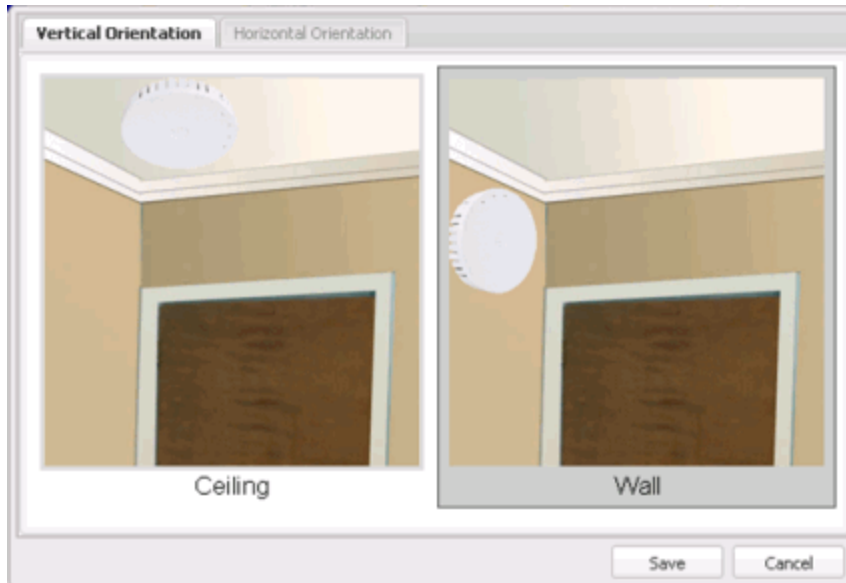 Vertical Orientation
Horizontal Orientation
Ceiling
Wall
Save
Cancel